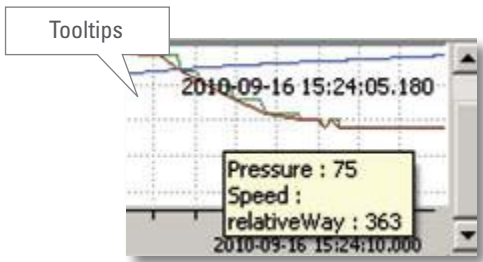 Tooltips
2010-09-16 15:24:05.180
Pressure : 75
Speed :
relativeWay : 363
2010-09-16 15:24:10.000